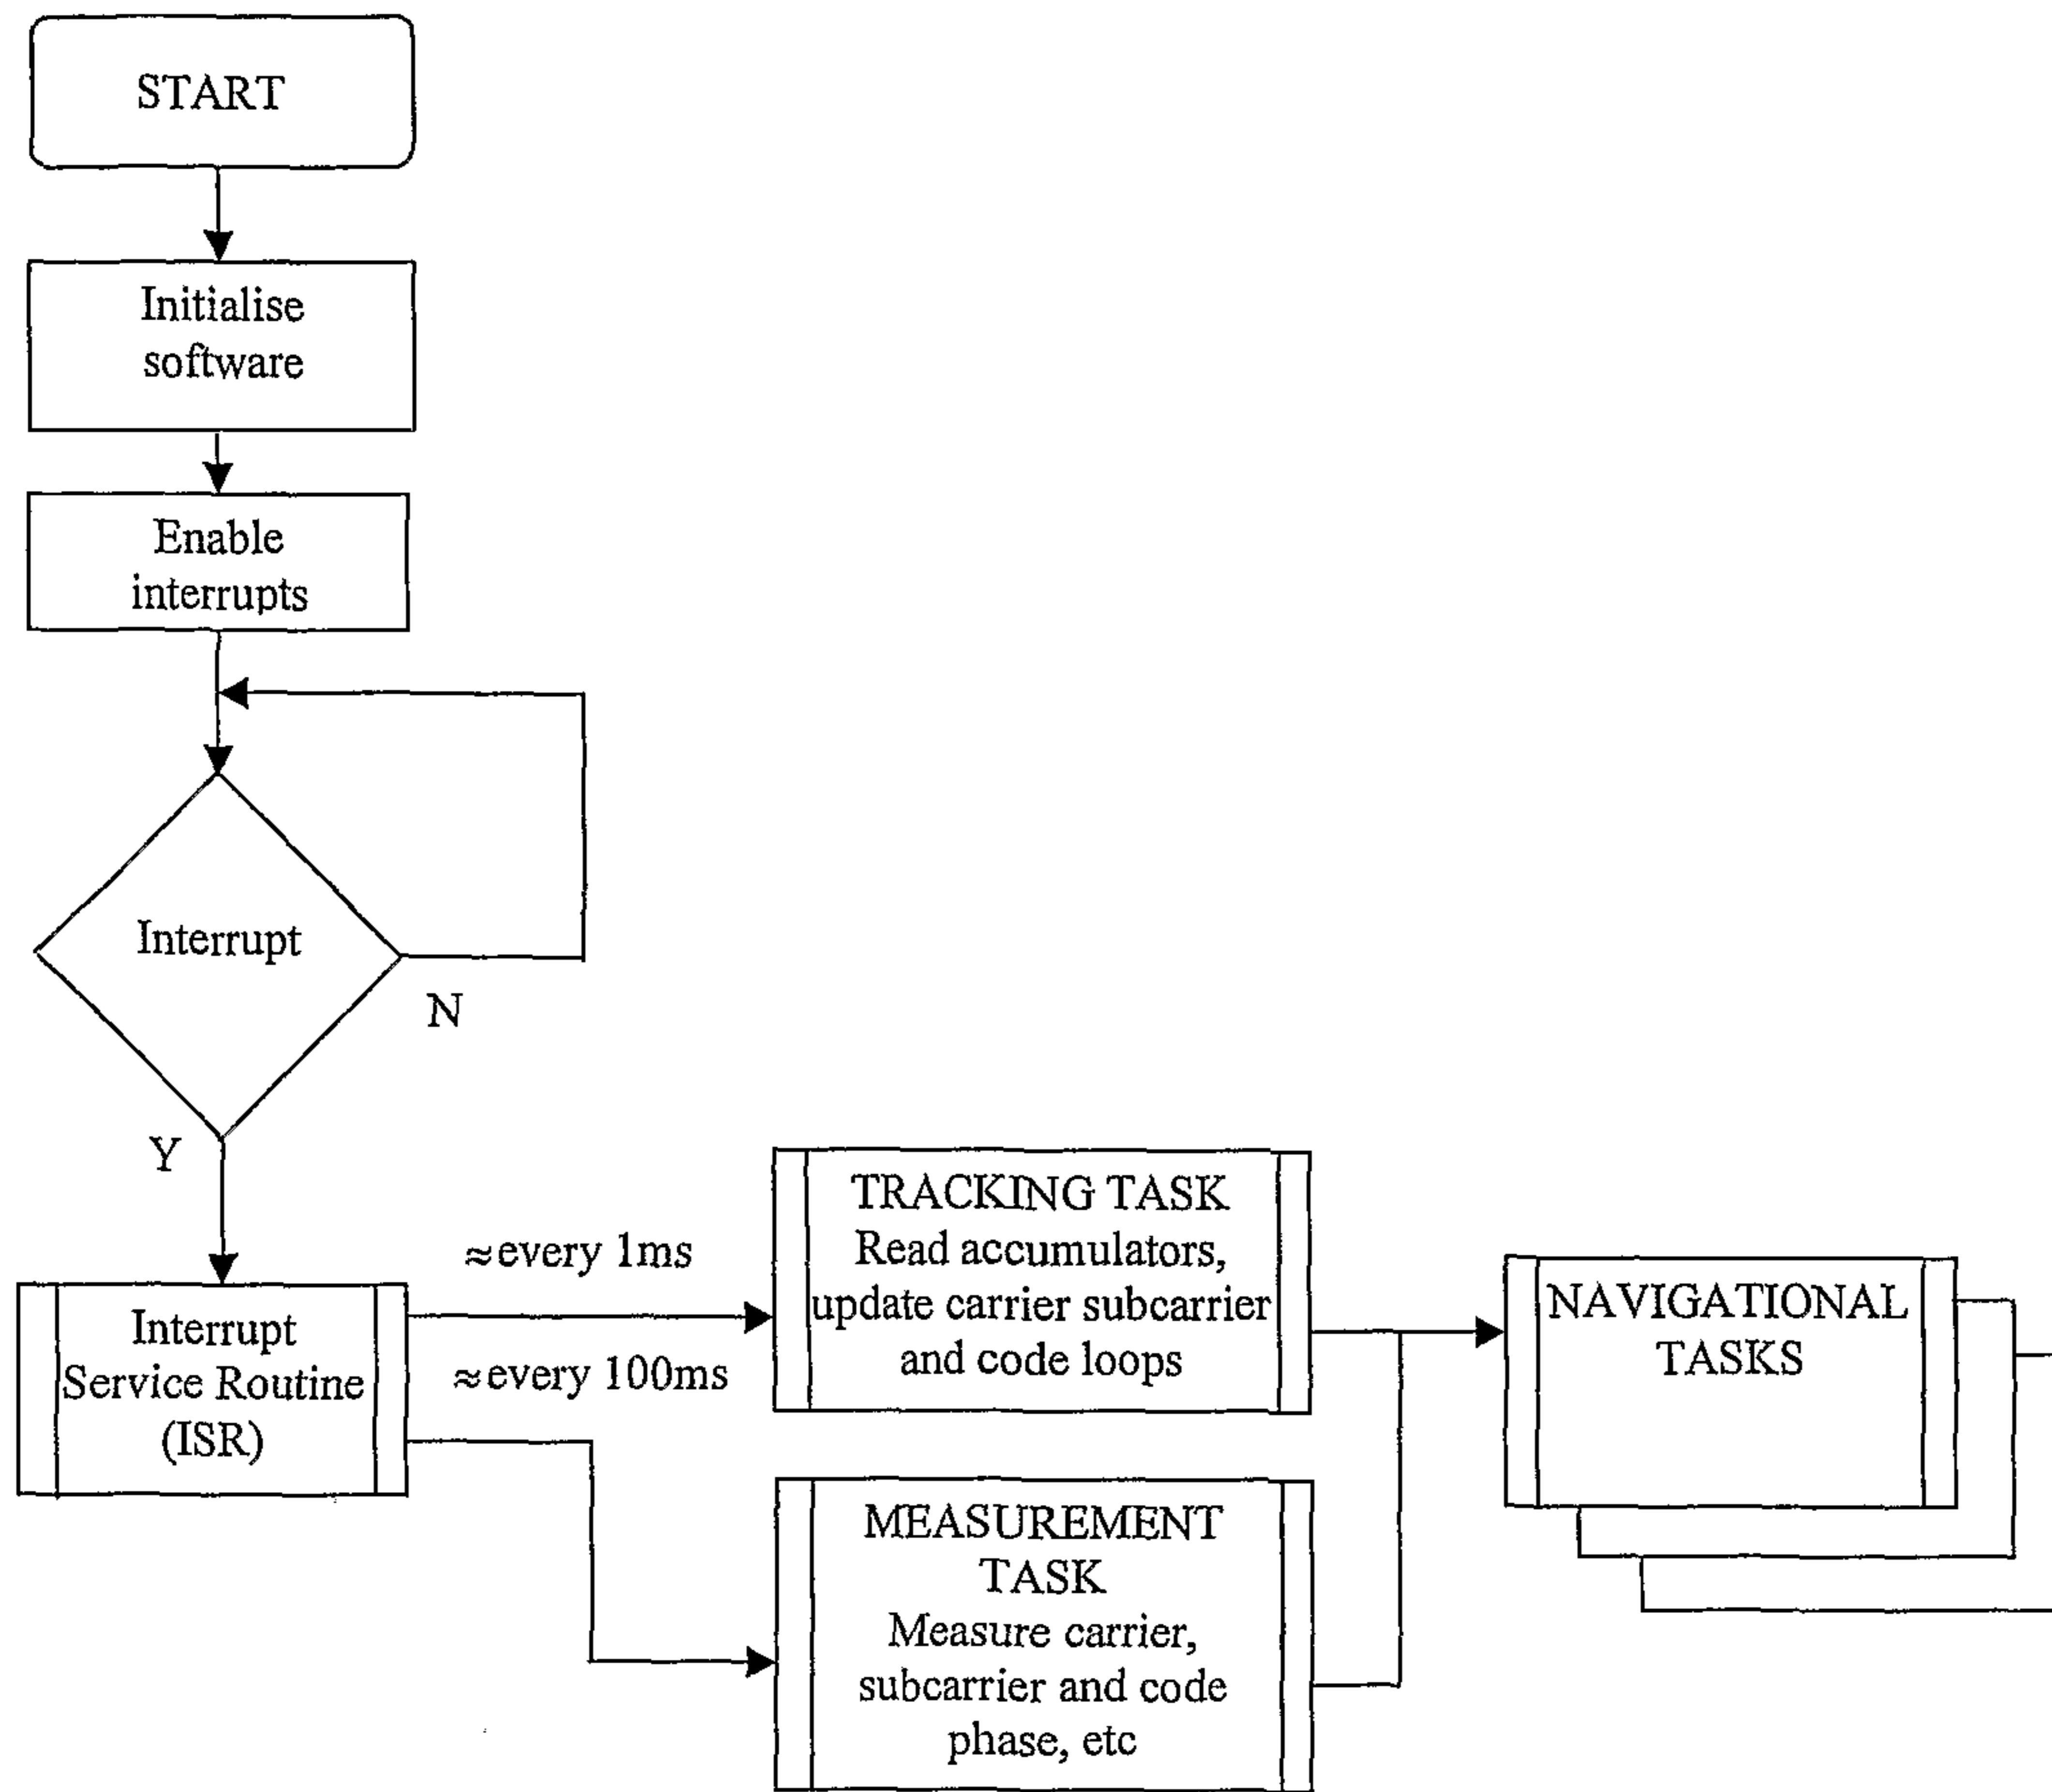 START
Initialise
software
Enable
interrupts
Interrupt
N
Y
Interrupt
Service Routine
(ISR)
≈every 1ms
≈every 100ms
TRACKING TASK
Read accumulators,
update carrier subcarrier
and code loops
MEASUREMENT
TASK
Measure carrier,
subcarrier and code
phase, etc
NAVIGATIONAL
TASKS